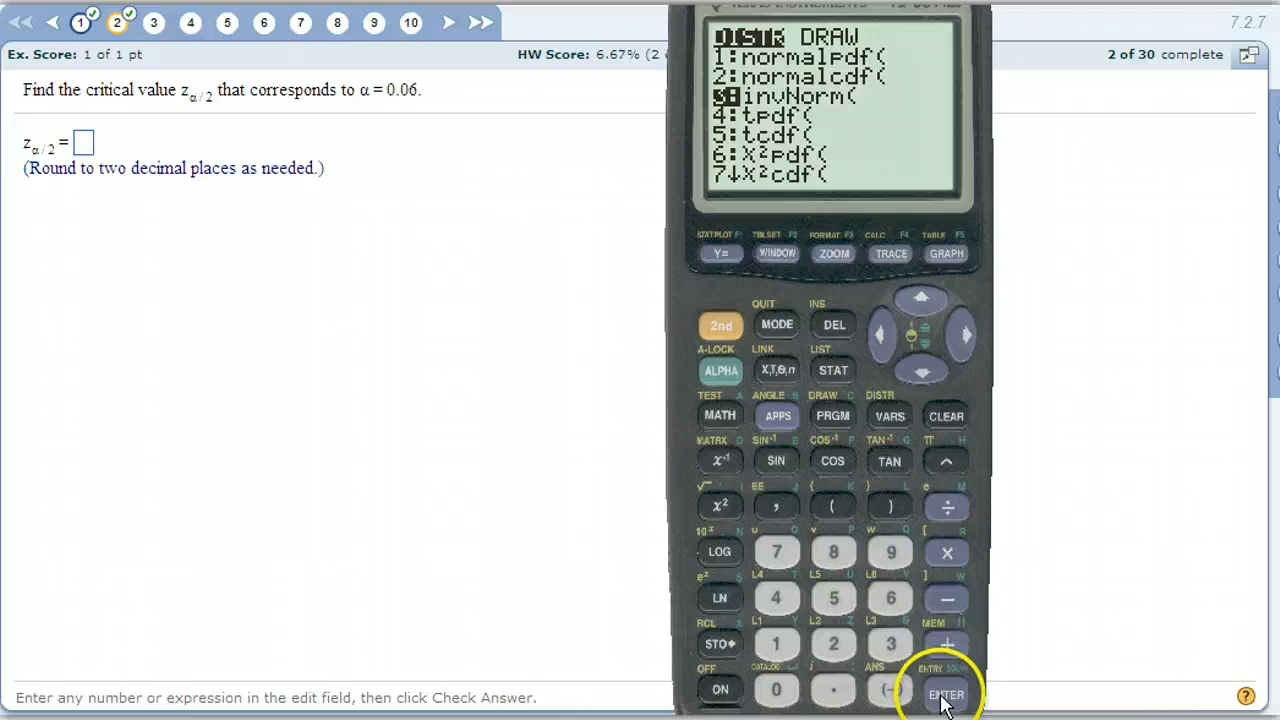 1 2 3 4 5 6 7 8 9 10
7.2.7
Ex. Score: 1 of 1 pt
HW Score: 6.67% (2
2 of 30 complete
Find the critical value zα/2 that corresponds to α = 0.06.
zα/2 =
(Round to two decimal places as needed.)
DISTR DRAW
1:normalpdf(
2:normalcdf(
3:invNorm(
4:tpdf(
5:tcdf(
6:X²pdf(
7↓X²cdf(
STATPLOT F1 TBLSET F2 FORMAT F3 CALC F4 TABLE F5
Y= WINDOW ZOOM TRACE GRAPH
QUIT INS
2nd MODE DEL
A-LOCK LINK LIST
ALPHA X,T,Θ,n STAT
TEST A ANGLE B DRAW C DISTR
MATH APPS PRGM VARS CLEAR
MATRX D SIN⁻¹ E COS⁻¹ F TAN⁻¹ G π H
x⁻¹ SIN COS TAN ^
√ I EE J { K } L e M
x² , ( ) ÷
10ˣ N u O v P w Q [ R
LOG 7 8 9 ×
eˣ S L4 T L5 U L6 V ] W
LN 4 5 6 −
RCL X L1 Y L2 Z L3 θ MEM "
STO▸ 1 2 3 +
OFF CATALOG i : ANS ENTRY SOLVE
ON 0 . (−) ENTER
Enter any number or expression in the edit field, then click Check Answer.
?